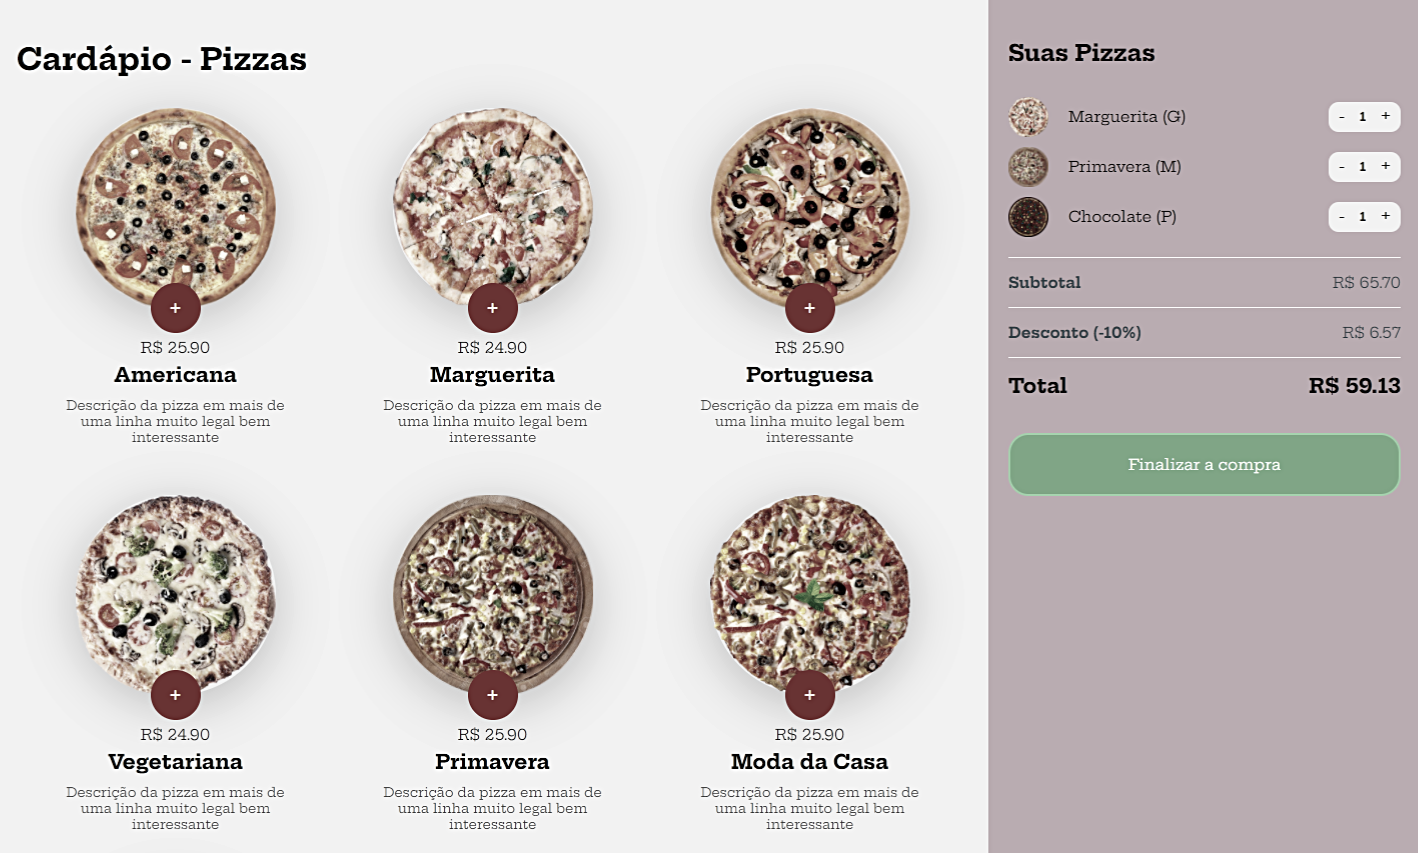 Cardápio - Pizzas
+
+
+
R$ 25.90
R$ 24.90
R$ 25.90
Americana
Marguerita
Portuguesa
Descrição da pizza em mais de
uma linha muito legal bem
interessante
Descrição da pizza em mais de
uma linha muito legal bem
interessante
Descrição da pizza em mais de
uma linha muito legal bem
interessante
+
+
+
R$ 24.90
R$ 25.90
R$ 25.90
Vegetariana
Primavera
Moda da Casa
Descrição da pizza em mais de
uma linha muito legal bem
interessante
Descrição da pizza em mais de
uma linha muito legal bem
interessante
Descrição da pizza em mais de
uma linha muito legal bem
interessante
Suas Pizzas
Marguerita (G) - 1 +
Primavera (M) - 1 +
Chocolate (P) - 1 +
Subtotal R$ 65.70
Desconto (-10%) R$ 6.57
Total R$ 59.13
Finalizar a compra